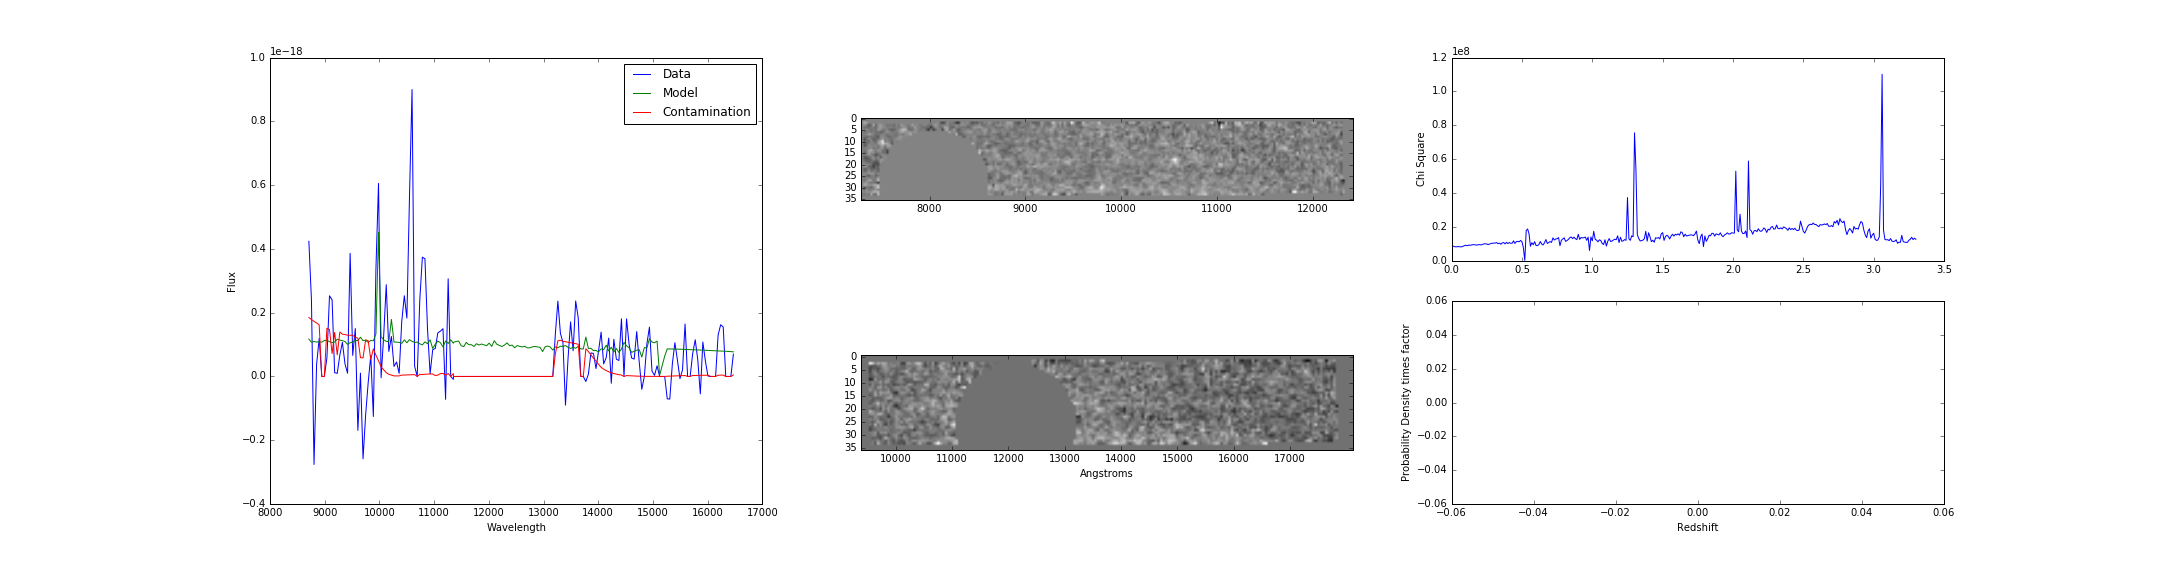 1e−18
1.0
0.8
0.6
0.4
0.2
0.0
−0.2
−0.4
Flux
8000 9000 10000 11000 12000 13000 14000 15000 16000 17000
Wavelength
Data
Model
Contamination
0
5
10
15
20
25
30
35
8000 9000 10000 11000 12000
0
5
10
15
20
25
30
35
10000 11000 12000 13000 14000 15000 16000 17000
Angstroms
1e8
1.2
1.0
0.8
0.6
0.4
0.2
0.0
Chi Square
0.0 0.5 1.0 1.5 2.0 2.5 3.0 3.5
0.06
0.04
0.02
0.00
−0.02
−0.04
−0.06
Probability Density times factor
−0.06 −0.04 −0.02 0.00 0.02 0.04 0.06
Redshift